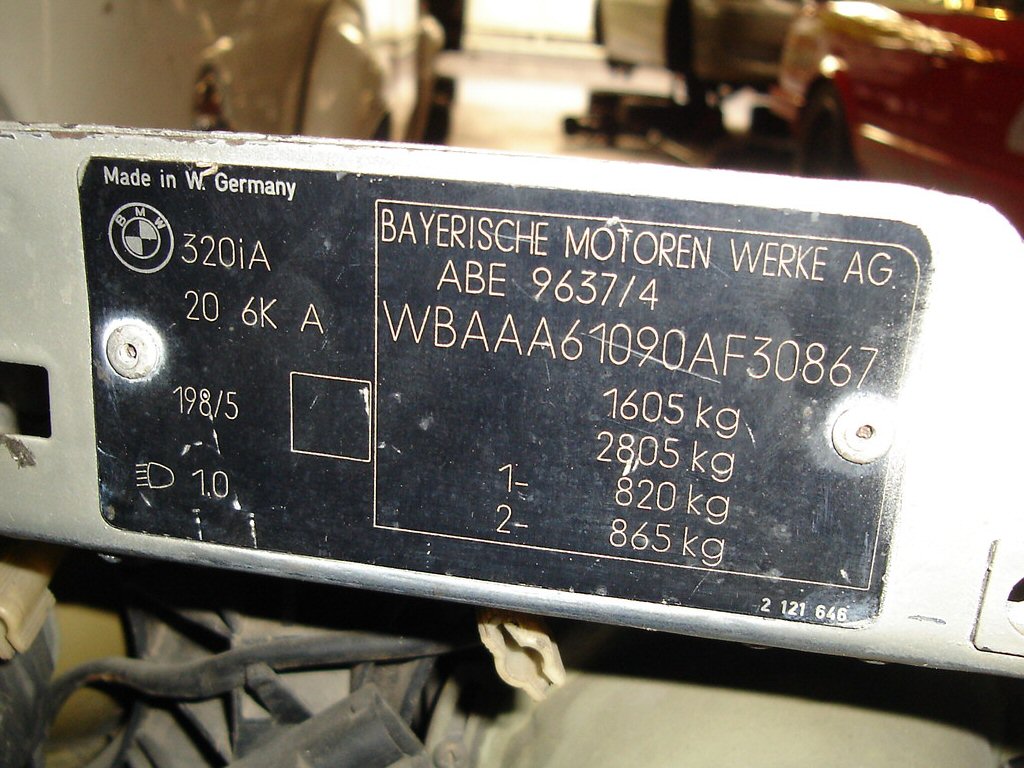 Made in W. Germany
BMW
320iA
20 6K A
198/5
1.0
BAYERISCHE MOTOREN WERKE AG.
ABE 9637/4
WBAAA61090AF30867
1605 kg
2805 kg
1- 820 kg
2- 865 kg
2 121 646